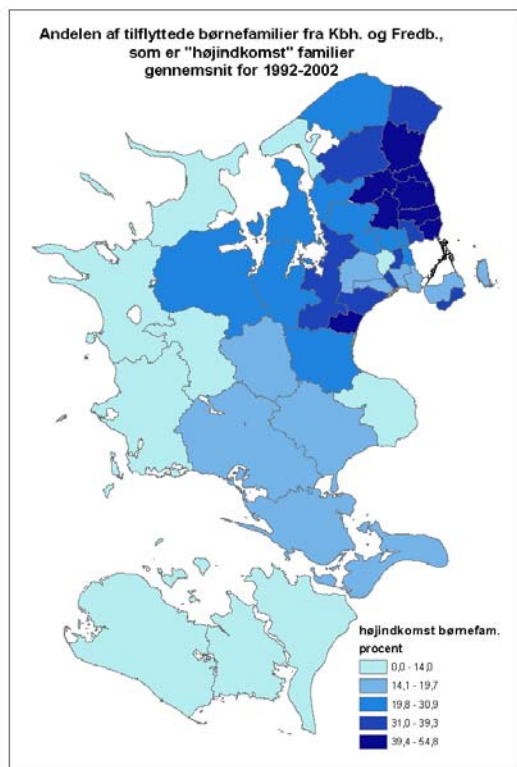 Andelen af tilflyttede børnefamilier fra Kbh. og Fredb.,
som er "højindkomst" familier
gennemsnit for 1992-2002
højindkomst børnefam.
procent
0,0 - 14,0
14,1 - 19,7
19,8 - 30,9
31,0 - 39,3
39,4 - 54,8